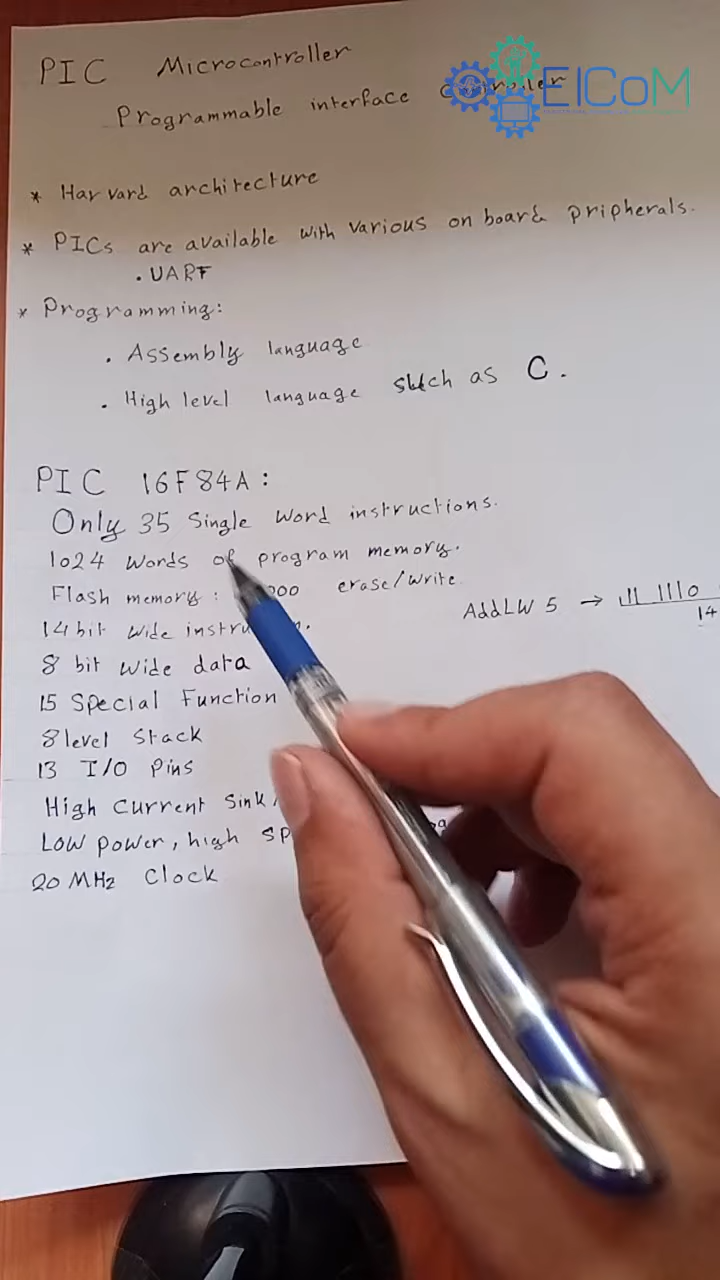 PIC Microcontroller
EICoM
Programmable interface
* Harvard architecture
* PICs are available with various on board pripherals.
. UART
* Programming:
. Assembly language
. High level language such as C.
PIC 16F84A:
Only 35 Single word instructions.
1024 words of program memory.
Flash memory: 000 erase/write
AddLW 5 → 11 1110
14
14 bit wide
8 bit wide data
15 Special Function
8 level Stack
13 I/O Pins
High Current Sink
Low power, high
20 MHz Clock